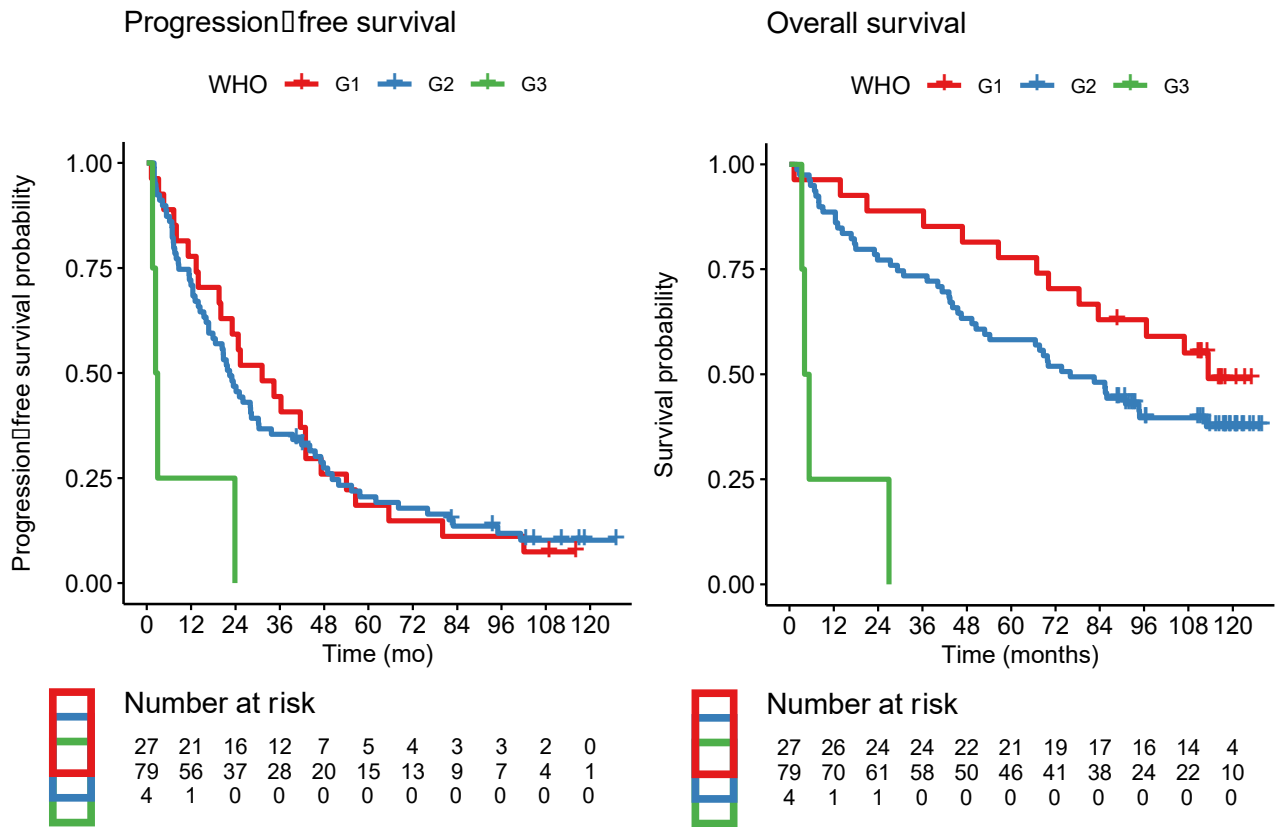 Progression▯free survival
WHO G1 G2 G3
Progression▯free survival probability
1.00
0.75
0.50
0.25
0.00
0 12 24 36 48 60 72 84 96 108 120
Time (mo)
Number at risk
27 21 16 12 7 5 4 3 3 2 0
79 56 37 28 20 15 13 9 7 4 1
4 1 0 0 0 0 0 0 0 0 0
Overall survival
WHO G1 G2 G3
Survival probability
1.00
0.75
0.50
0.25
0.00
0 12 24 36 48 60 72 84 96 108 120
Time (months)
Number at risk
27 26 24 24 22 21 19 17 16 14 4
79 70 61 58 50 46 41 38 24 22 10
4 1 1 0 0 0 0 0 0 0 0